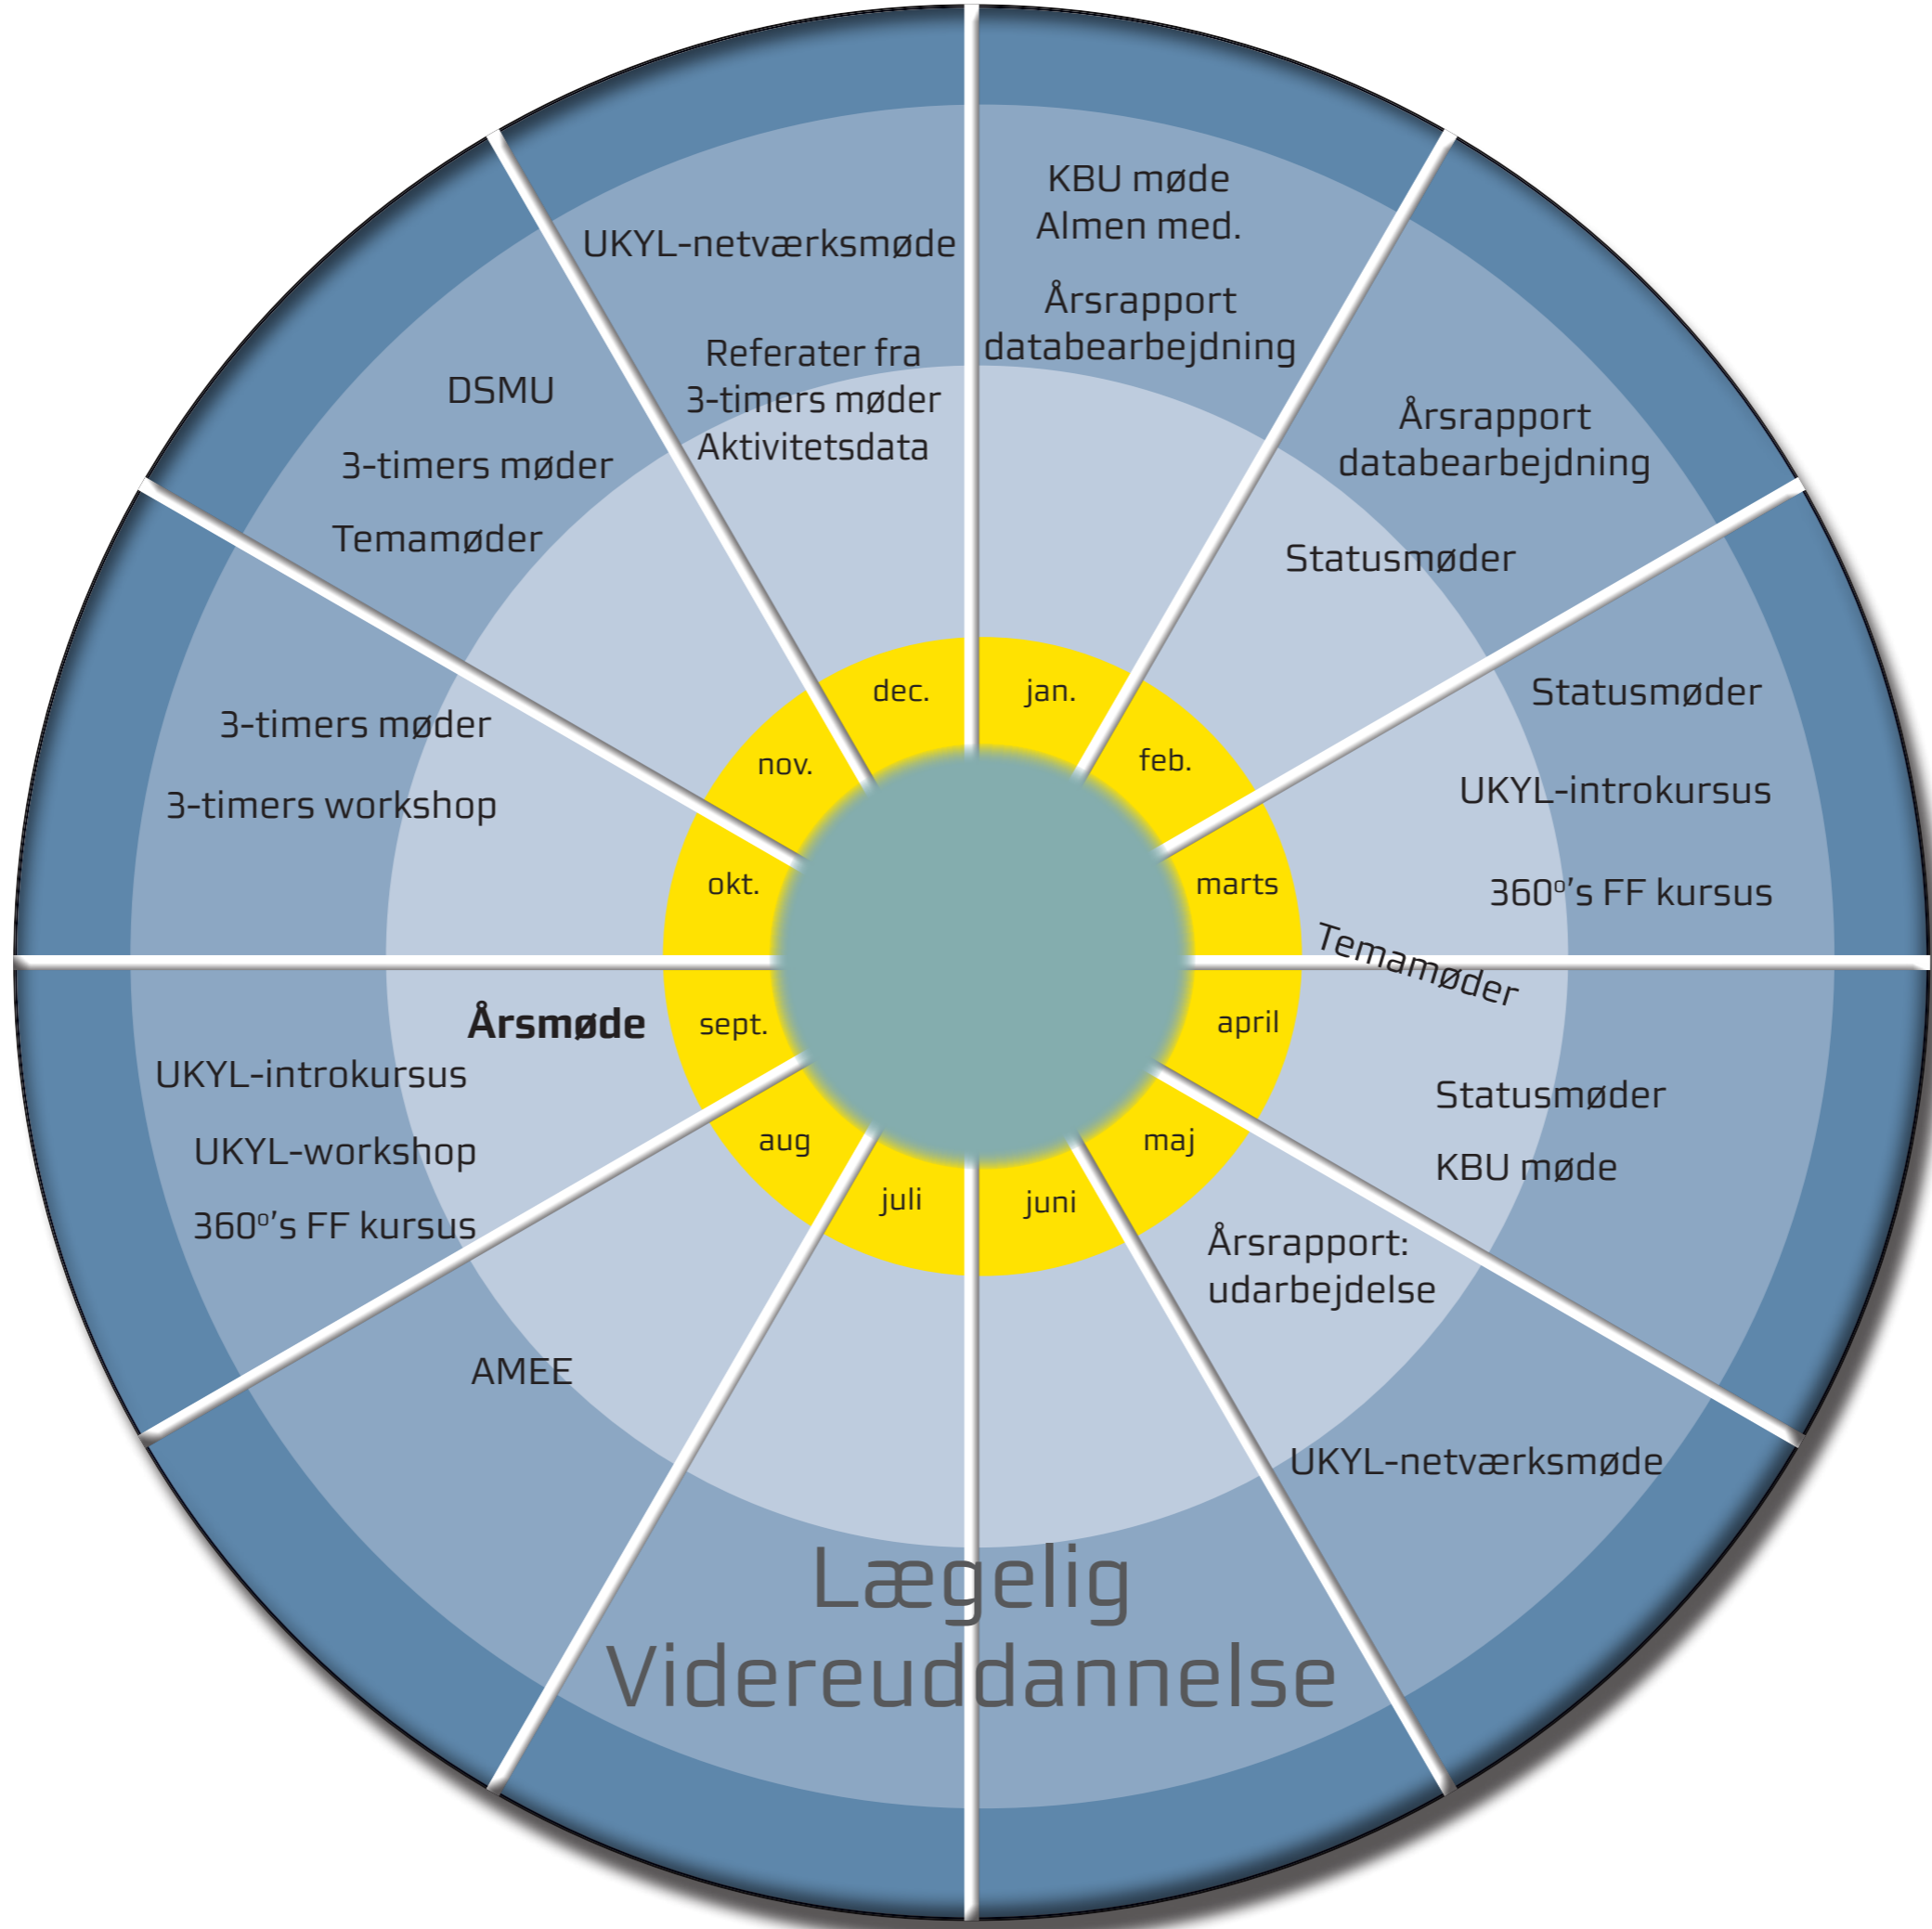 KBU møde
Almen med.
Årsrapport
databearbejdning
jan.
Årsrapport
databearbejdning
Statusmøder
feb.
Statusmøder
UKYL-introkursus
360º's FF kursus
marts
Temamøder
april
Statusmøder
KBU møde
maj
Årsrapport:
udarbejdelse
UKYL-netværksmøde
juni
juli
Lægelig
Videreuddannelse
aug
AMEE
sept.
Årsmøde
UKYL-introkursus
UKYL-workshop
360º's FF kursus
okt.
3-timers møder
3-timers workshop
nov.
DSMU
3-timers møder
Temamøder
dec.
UKYL-netværksmøde
Referater fra
3-timers møder
Aktivitetsdata